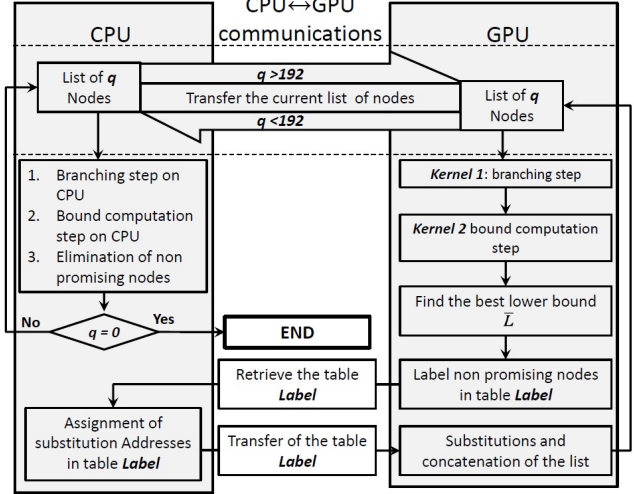 CPU
CPU↔GPU
communications
GPU
List of q
Nodes
q >192
Transfer the current list of nodes
q <192
List of q
Nodes
1. Branching step on
CPU
2. Bound computation
step on CPU
3. Elimination of non
promising nodes
Kernel 1: branching step
Kernel 2 bound computation
step
Find the best lower bound
L̅
No
q = 0
Yes
END
Retrieve the table
Label
Label non promising nodes
in table Label
Assignment of
substitution Addresses
in table Label
Transfer of the table
Label
Substitutions and
concatenation of the list